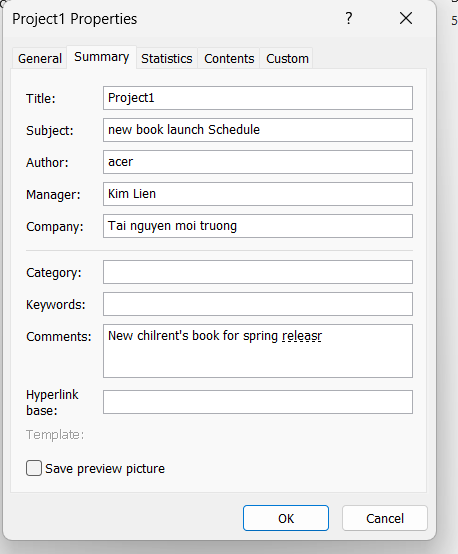 Project1 Properties ?
General Summary Statistics Contents Custom
Title: Project1
Subject: new book launch Schedule
Author: acer
Manager: Kim Lien
Company: Tai nguyen moi truong
Category:
Keywords:
Comments: New chilrent's book for spring releasr
Hyperlink
base:
Template:
Save preview picture
OK Cancel
5